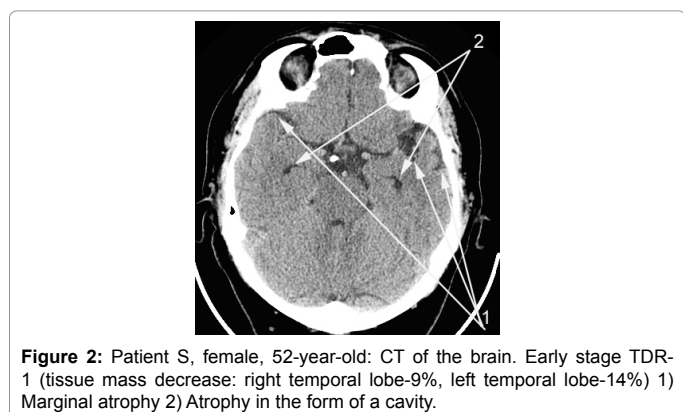 2
1
Figure 2: Patient S, female, 52-year-old: CT of the brain. Early stage TDR-
1 (tissue mass decrease: right temporal lobe-9%, left temporal lobe-14%) 1)
Marginal atrophy 2) Atrophy in the form of a cavity.